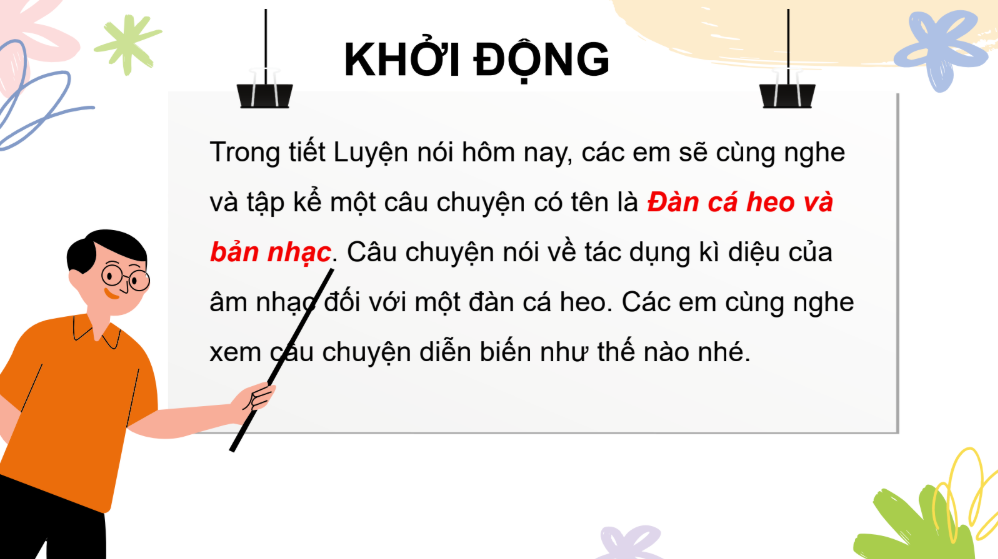 KHỞI ĐỘNG
Trong tiết Luyện nói hôm nay, các em sẽ cùng nghe
và tập kể một câu chuyện có tên là Đàn cá heo và
bản nhạc. Câu chuyện nói về tác dụng kì diệu của
âm nhạc đối với một đàn cá heo. Các em cùng nghe
xem câu chuyện diễn biến như thế nào nhé.